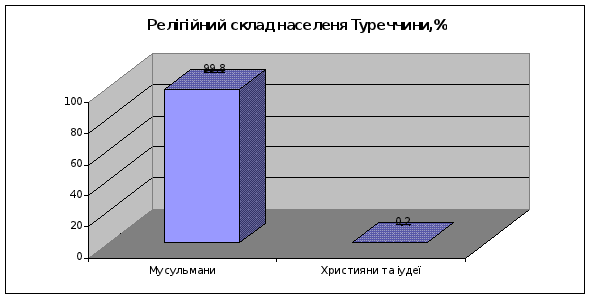 Релігійний склад населеня Туреччини,%
99,8
0,2
100
80
60
40
20
0
Мусульмани
Християни та іудеї